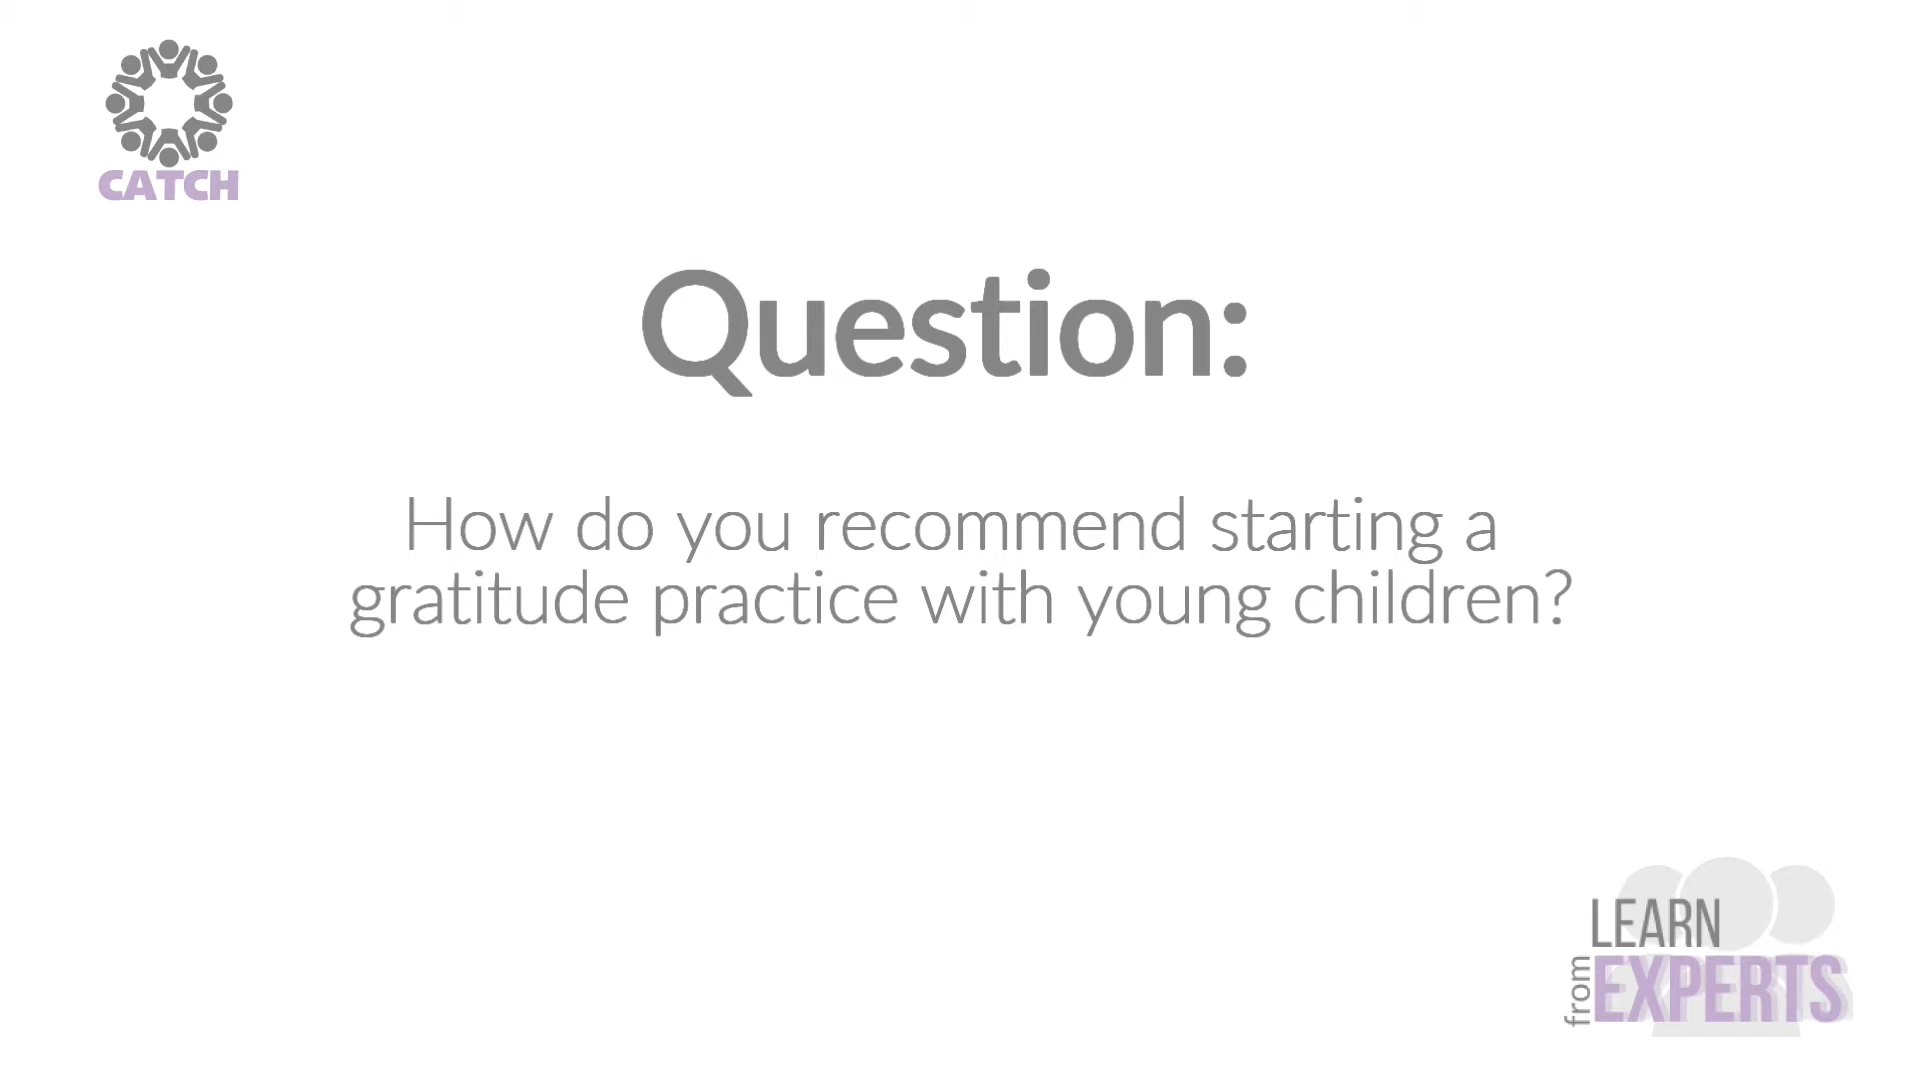 CATCH
Question:
How do you recommend starting a
gratitude practice with young children?
LEARN
from
EXPERTS